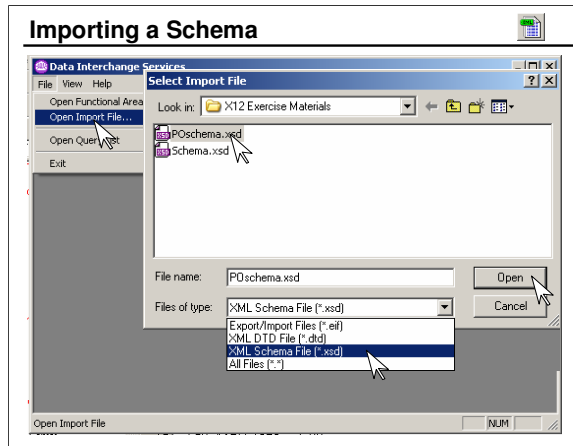 Importing a Schema
Data Interchange Services
File View Help
Open Functional Area
Open Import File...
Open Query List
Exit
Select Import File
Look in: X12 Exercise Materials
POschema.xsd
Schema.xsd
File name: POschema.xsd Open
Files of type: XML Schema File (*.xsd) Cancel
Export/Import Files (*.eif)
XML DTD File (*.dtd)
XML Schema File (*.xsd)
All Files (*.*)
Open Import File NUM